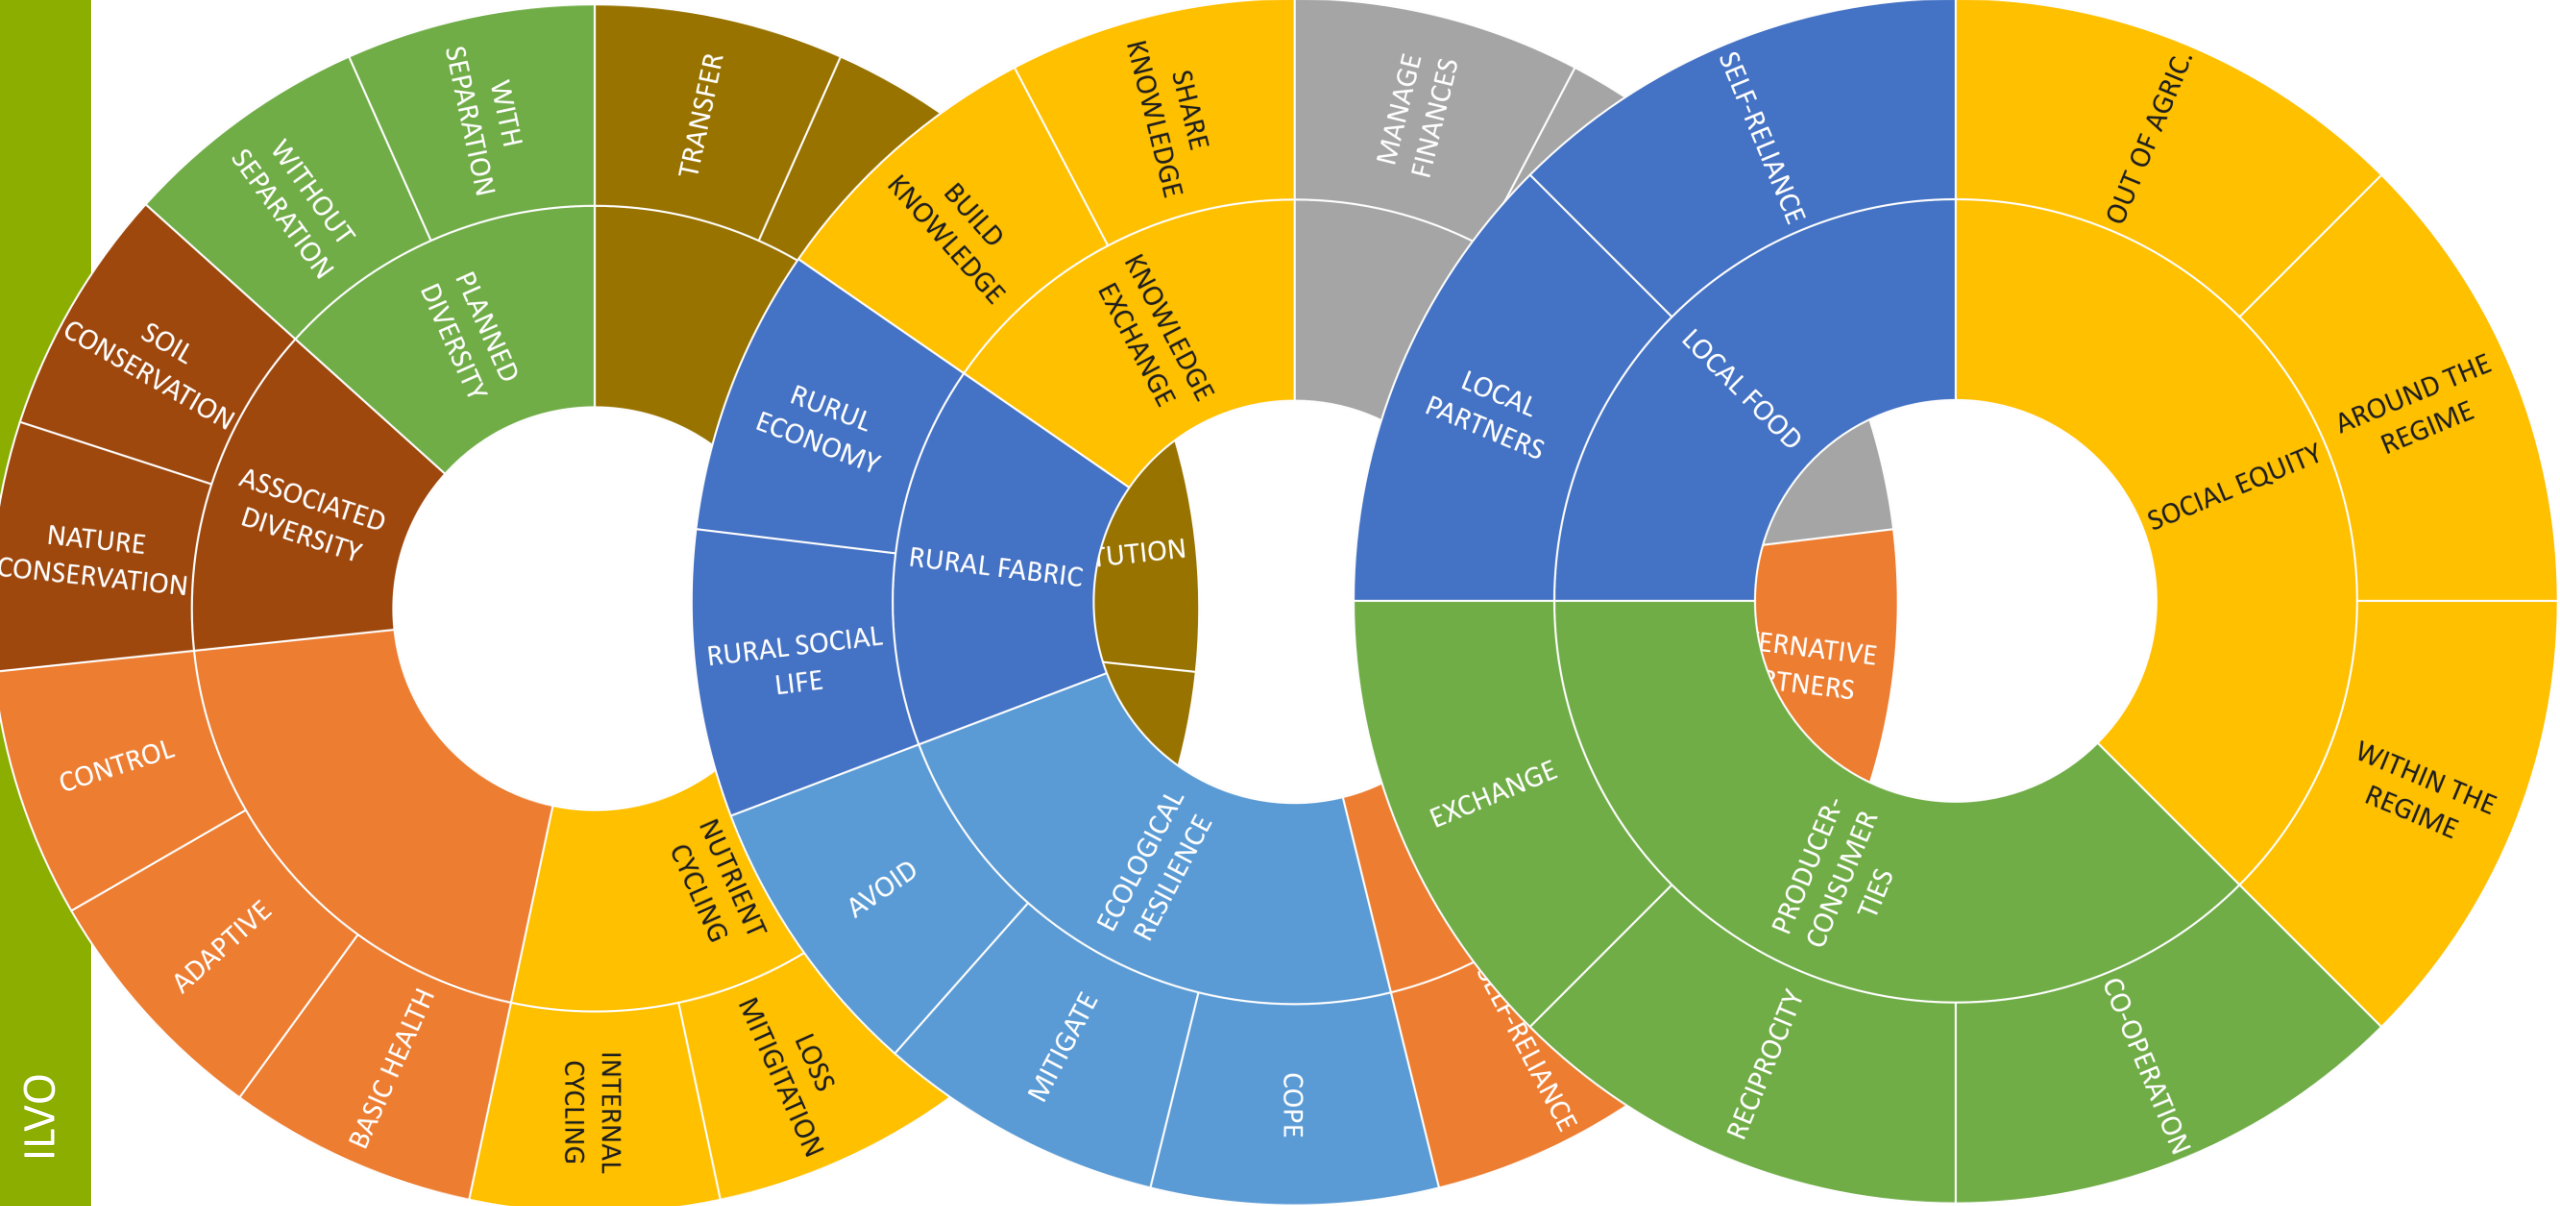 WITH
SEPARATION
WITHOUT
SEPARATION
PLANNED
DIVERSITY
TRANSFER
SOIL
CONSERVATION
NATURE
CONSERVATION
ASSOCIATED
DIVERSITY
CONTROL
ADAPTIVE
BASIC HEALTH
NUTRIENT
CYCLING
INTERNAL
CYCLING
LOSS
MITIGITATION
SHARE
KNOWLEDGE
BUILD
KNOWLEDGE
KNOWLEDGE
EXCHANGE
MANAGE
FINANCES
RURUL
ECONOMY
RURAL FABRIC
RURAL SOCIAL
LIFE
TUTION
AVOID
ECOLOGICAL
RESILIENCE
MITIGATE
COPE
SELF-RELIANCE
SELF-RELIANCE
LOCAL
PARTNERS
LOCAL FOOD
OUT OF AGRIC.
AROUND THE
REGIME
SOCIAL EQUITY
WITHIN THE
REGIME
ERNATIVE
RTNERS
EXCHANGE
PRODUCER-
CONSUMER
TIES
RECIPROCITY
CO-OPERATION
ILVO